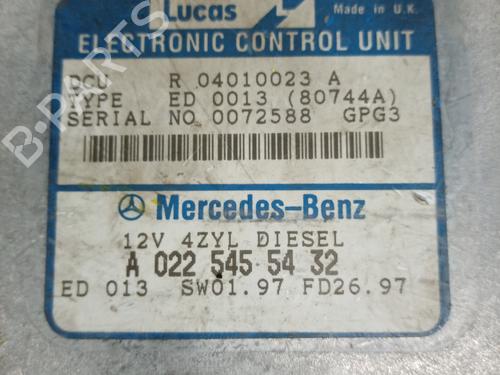 Lucas
Made in U.K.
ELECTRONIC CONTROL UNIT
DCU R 04010023 A
TYPE ED 0013 (80744A)
SERIAL NO 0072588 GPG3
Mercedes-Benz
12V 4ZYL DIESEL
A 022 545 54 32
ED 013 SW01.97 FD26.97
B-PARTS